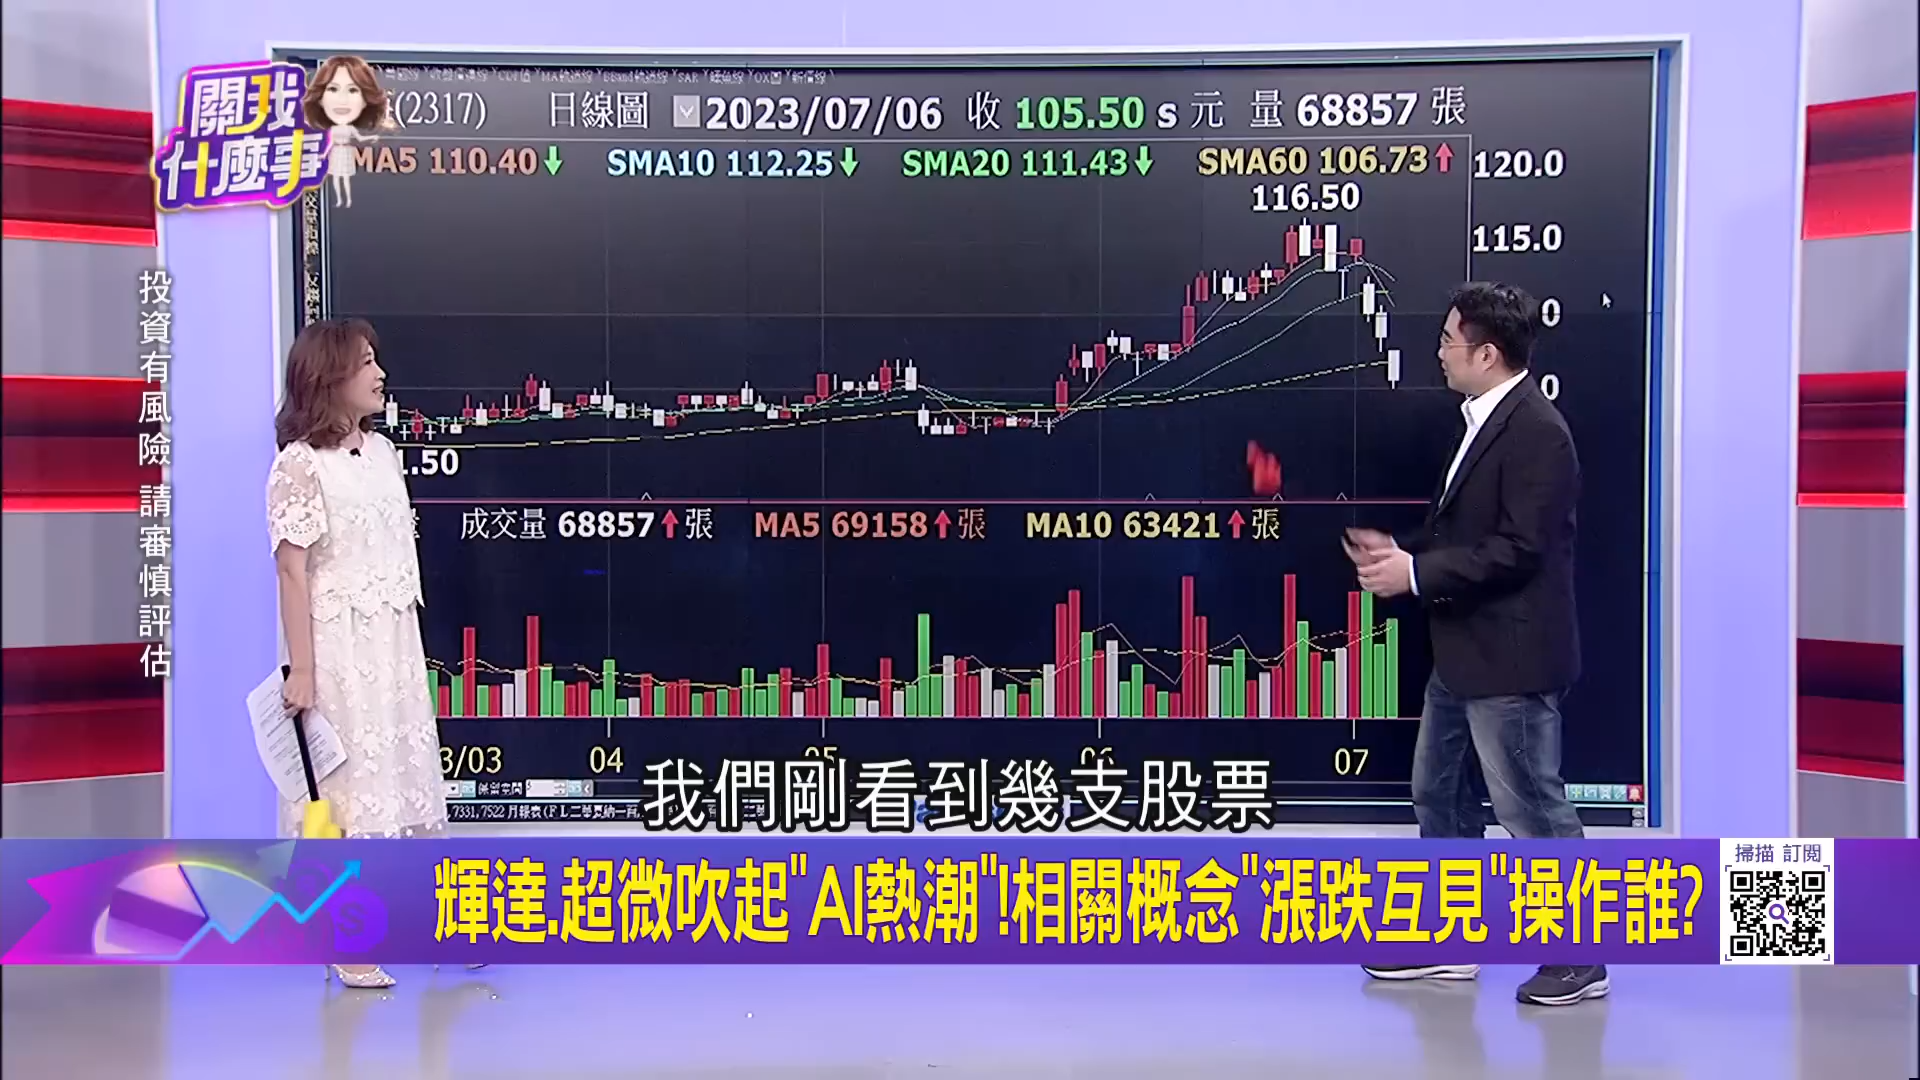 關我
什麼事
(2317) 日線圖 2023/07/06 收 105.50 s 元 量 68857 張
MA5 110.40↓ SMA10 112.25↓ SMA20 111.43↓ SMA60 106.73↑
120.0
116.50
115.0
0
0
1.50
成交量 68857↑張 MA5 69158↑張 MA10 63421↑張
3/03 04 05 06 07
投資有風險 請審慎評估
我們剛看到幾支股票
輝達.超微吹起"AI熱潮"!相關概念"漲跌互見"操作誰?
掃描 訂閱